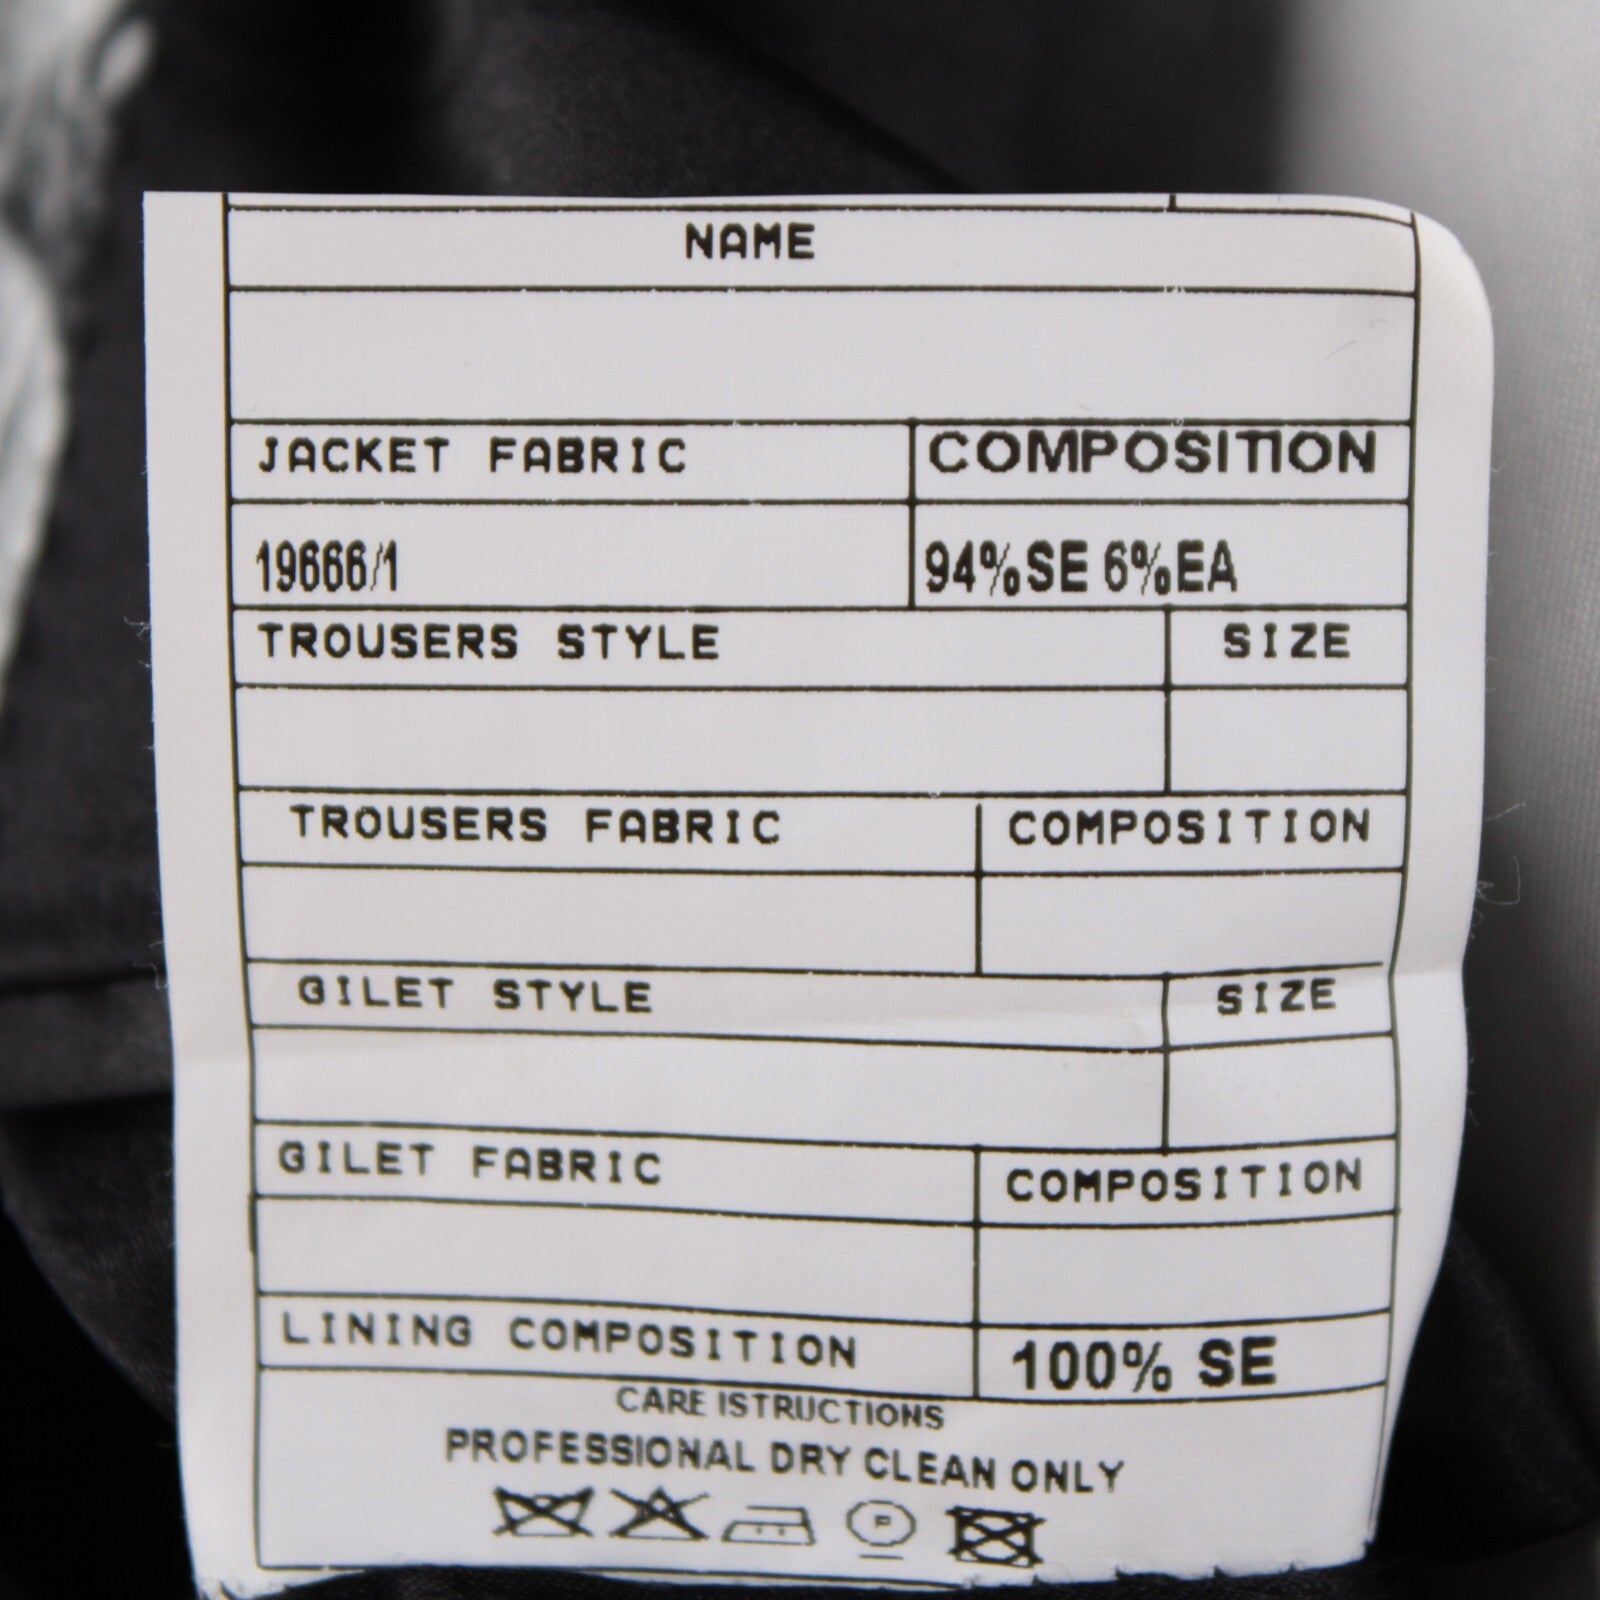 NAME
JACKET FABRIC COMPOSITION
19666/1 94%SE 6%EA
TROUSERS STYLE SIZE
TROUSERS FABRIC COMPOSITION
GILET STYLE SIZE
GILET FABRIC COMPOSITION
LINING COMPOSITION 100% SE
CARE ISTRUCTIONS
PROFESSIONAL DRY CLEAN ONLY
P